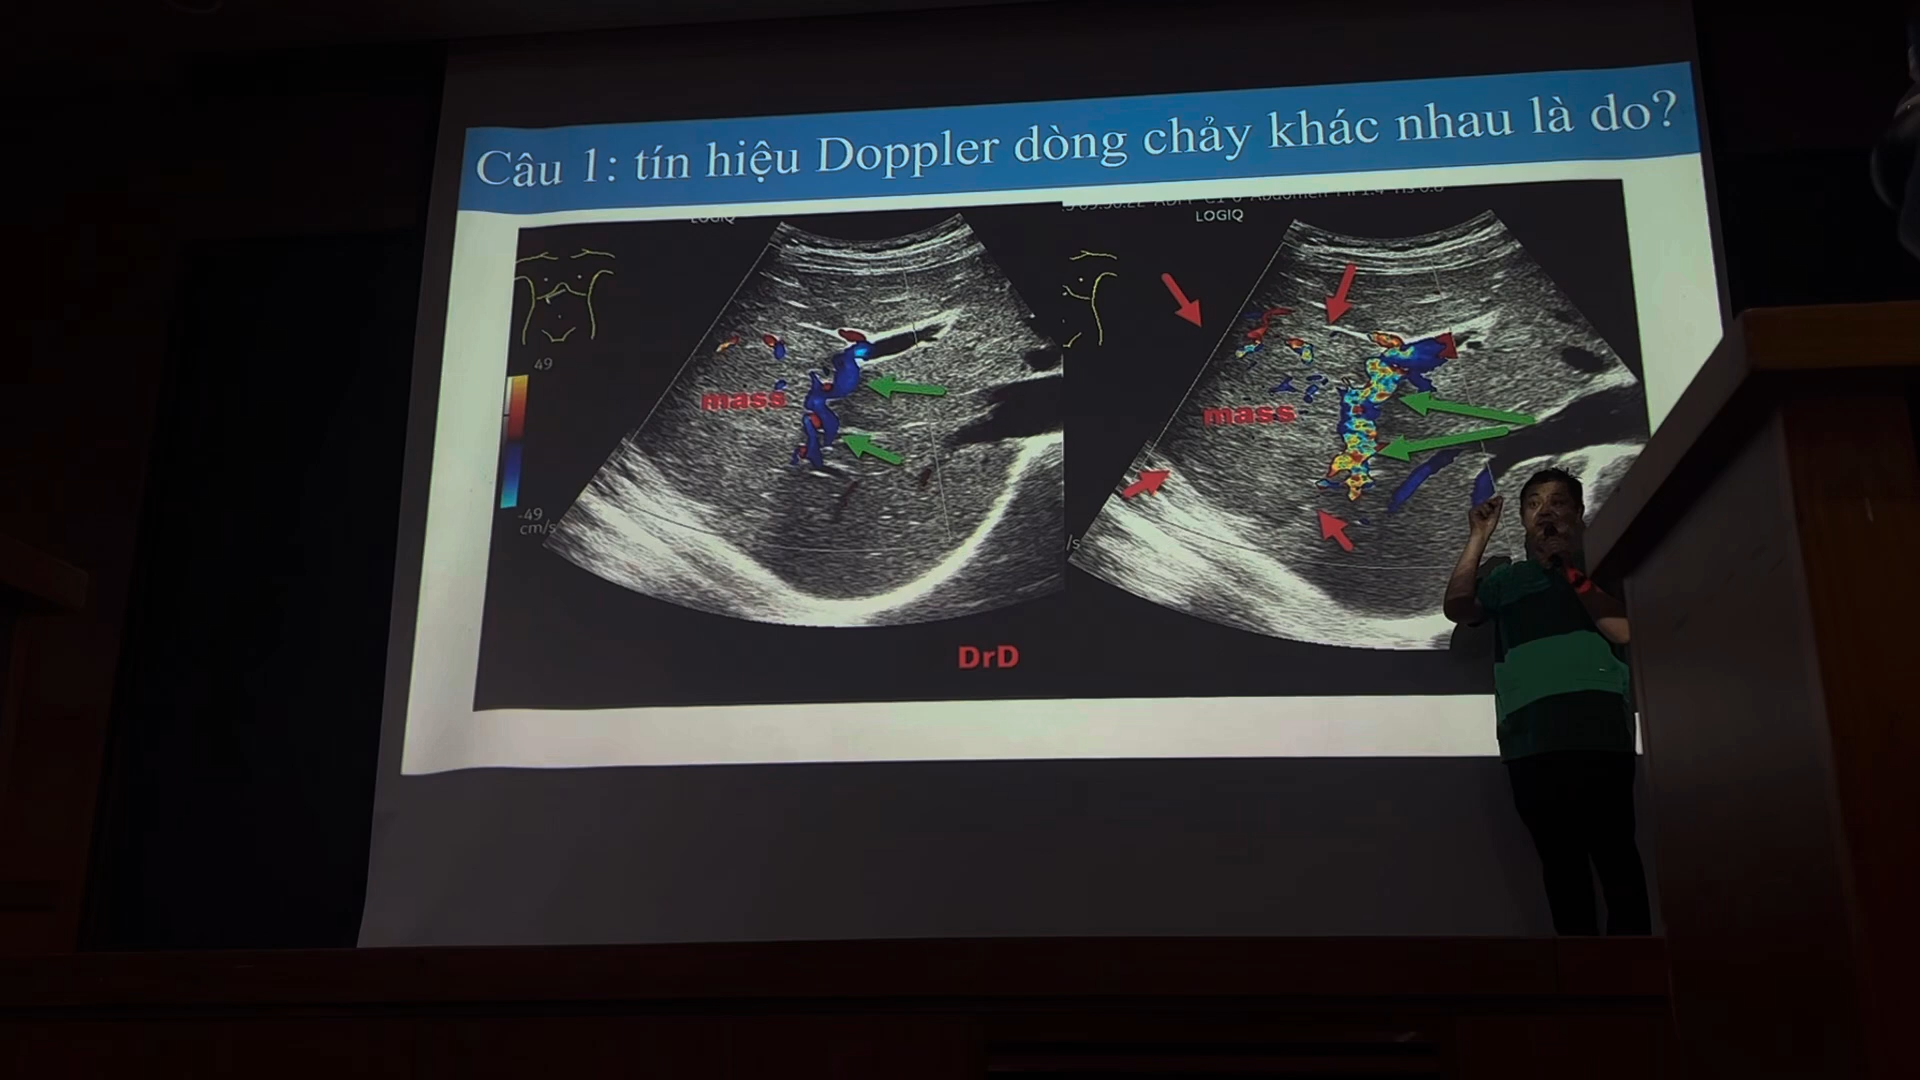 Câu 1: tín hiệu Doppler dòng chảy khác nhau là do?
LOGIQ
LOGIQ
49
-49
cm/s
/s
mass
mass
DrD